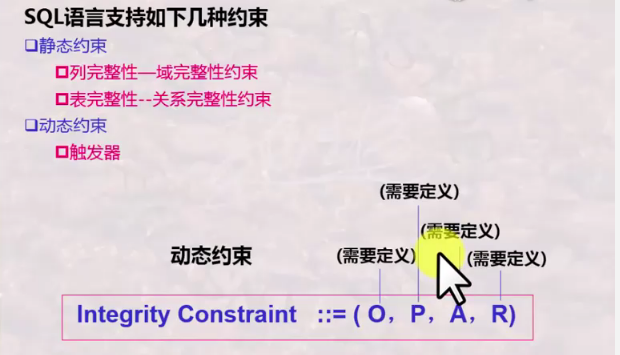 SQL语言支持如下几种约束
❑静态约束
❑列完整性—域完整性约束
❑表完整性--关系完整性约束
❑动态约束
❑触发器
(需要定义)
(需要定义)
动态约束 (需要定义) (需要定义)
Integrity Constraint ::= ( O, P, A, R)